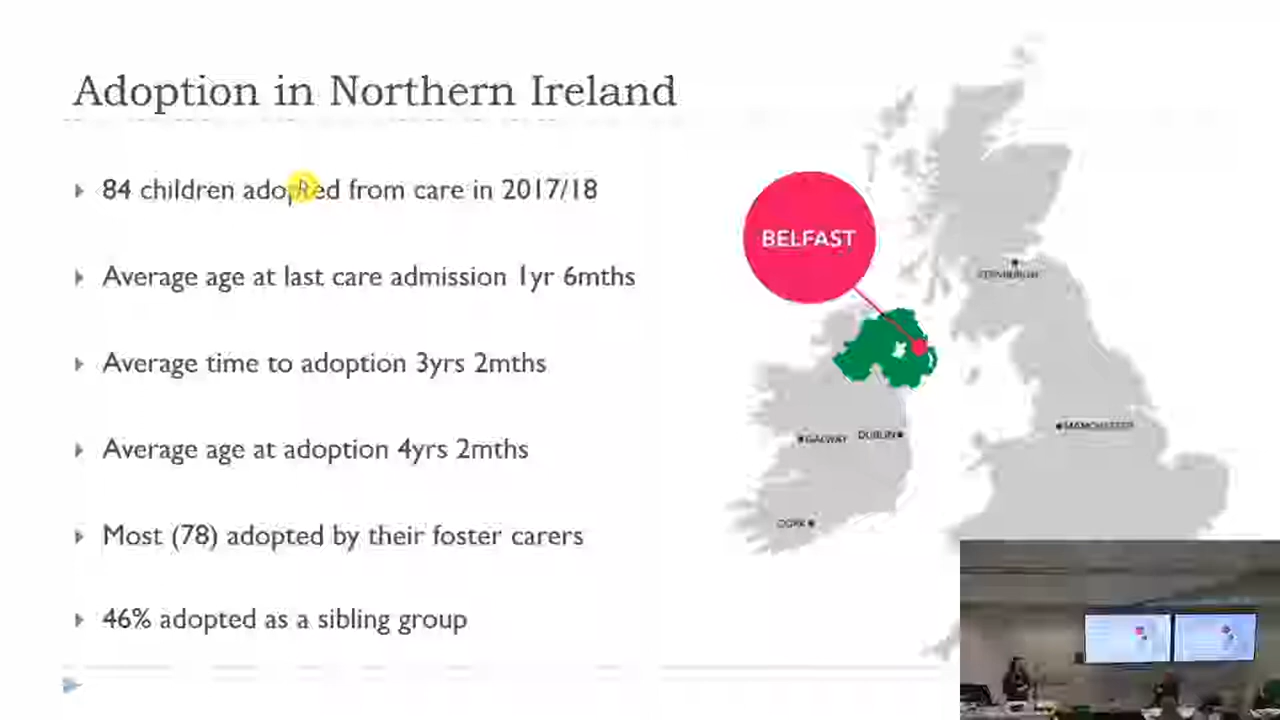 Adoption in Northern Ireland
84 children adopted from care in 2017/18
Average age at last care admission 1yr 6mths
Average time to adoption 3yrs 2mths
Average age at adoption 4yrs 2mths
Most (78) adopted by their foster carers
46% adopted as a sibling group
BELFAST
EDINBURGH
MANCHESTER
GALWAY
DUBLIN
CORK